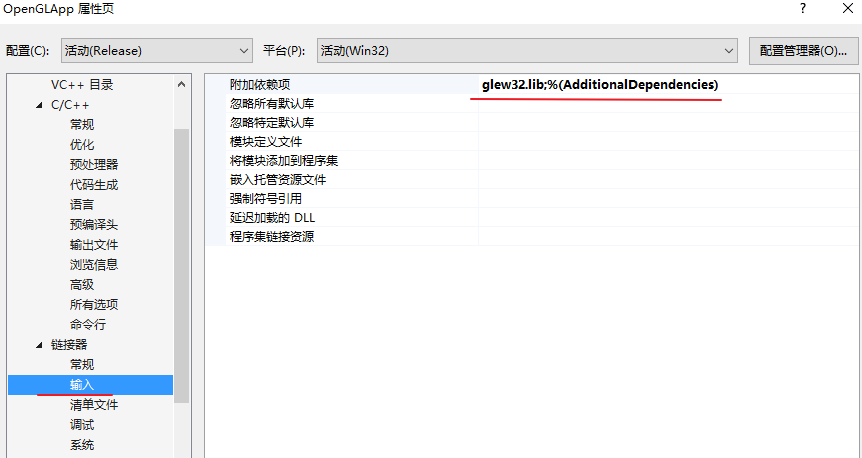 OpenGLApp 属性页
?
配置(C): 活动(Release) 平台(P): 活动(Win32) 配置管理器(O)...
VC++ 目录
C/C++
常规
优化
预处理器
代码生成
语言
预编译头
输出文件
浏览信息
高级
所有选项
命令行
链接器
常规
输入
清单文件
调试
系统
附加依赖项 glew32.lib;%(AdditionalDependencies)
忽略所有默认库
忽略特定默认库
模块定义文件
将模块添加到程序集
嵌入托管资源文件
强制符号引用
延迟加载的 DLL
程序集链接资源